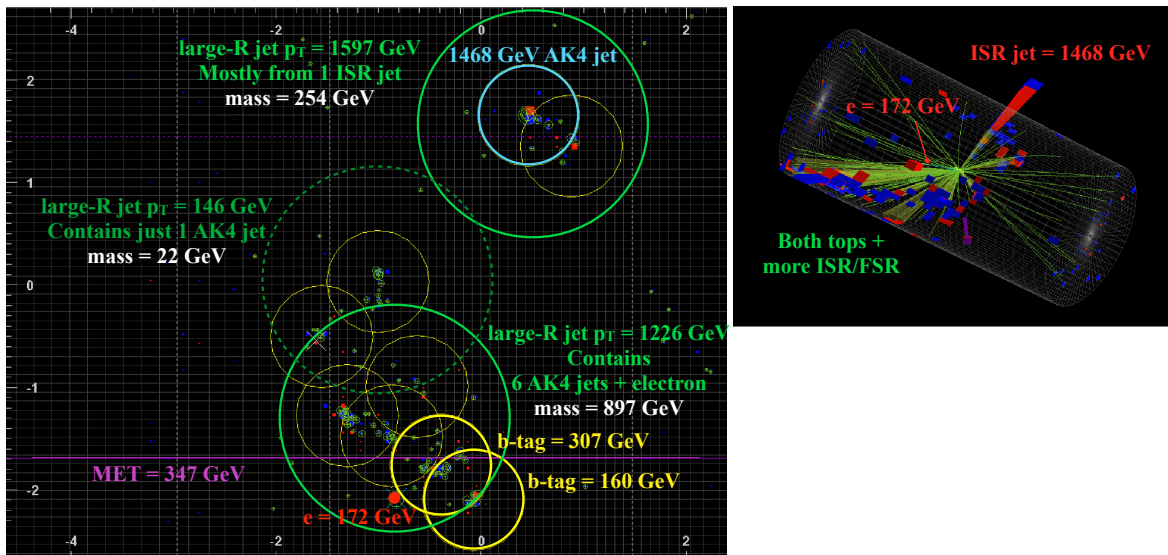 -4
-2
0
2
large-R jet pT = 1597 GeV
Mostly from 1 ISR jet
mass = 254 GeV
1468 GeV AK4 jet
2
1
large-R jet pT = 146 GeV
Contains just 1 AK4 jet
mass = 22 GeV
0
large-R jet pT = 1226 GeV
Contains
6 AK4 jets + electron
mass = 897 GeV
-1
b-tag = 307 GeV
MET = 347 GeV
b-tag = 160 GeV
-2
e = 172 GeV
-4
-2
0
2
ISR jet = 1468 GeV
e = 172 GeV
Both tops +
more ISR/FSR